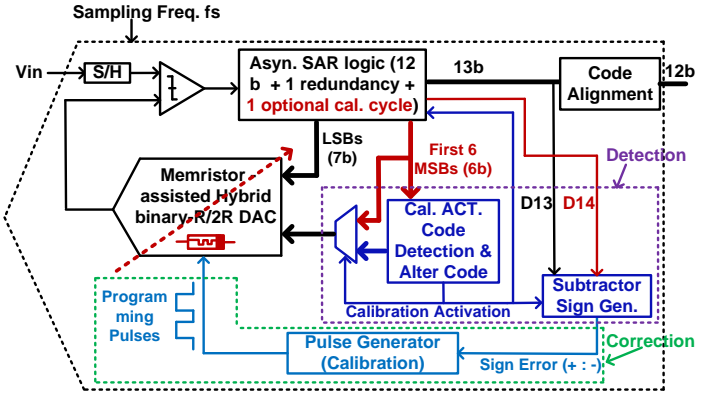 Sampling Freq. fs
Vin
S/H
Asyn. SAR logic (12
b + 1 redundancy +
1 optional cal. cycle)
13b
Code
Alignment
12b
LSBs
(7b)
First 6
MSBs (6b)
Detection
Memristor
assisted Hybrid
binary-R/2R DAC
Cal. ACT.
Code
Detection &
Alter Code
D13
D14
Calibration Activation
Subtractor
Sign Gen.
Program
ming
Pulses
Pulse Generator
(Calibration)
Sign Error (+ : -)
Correction